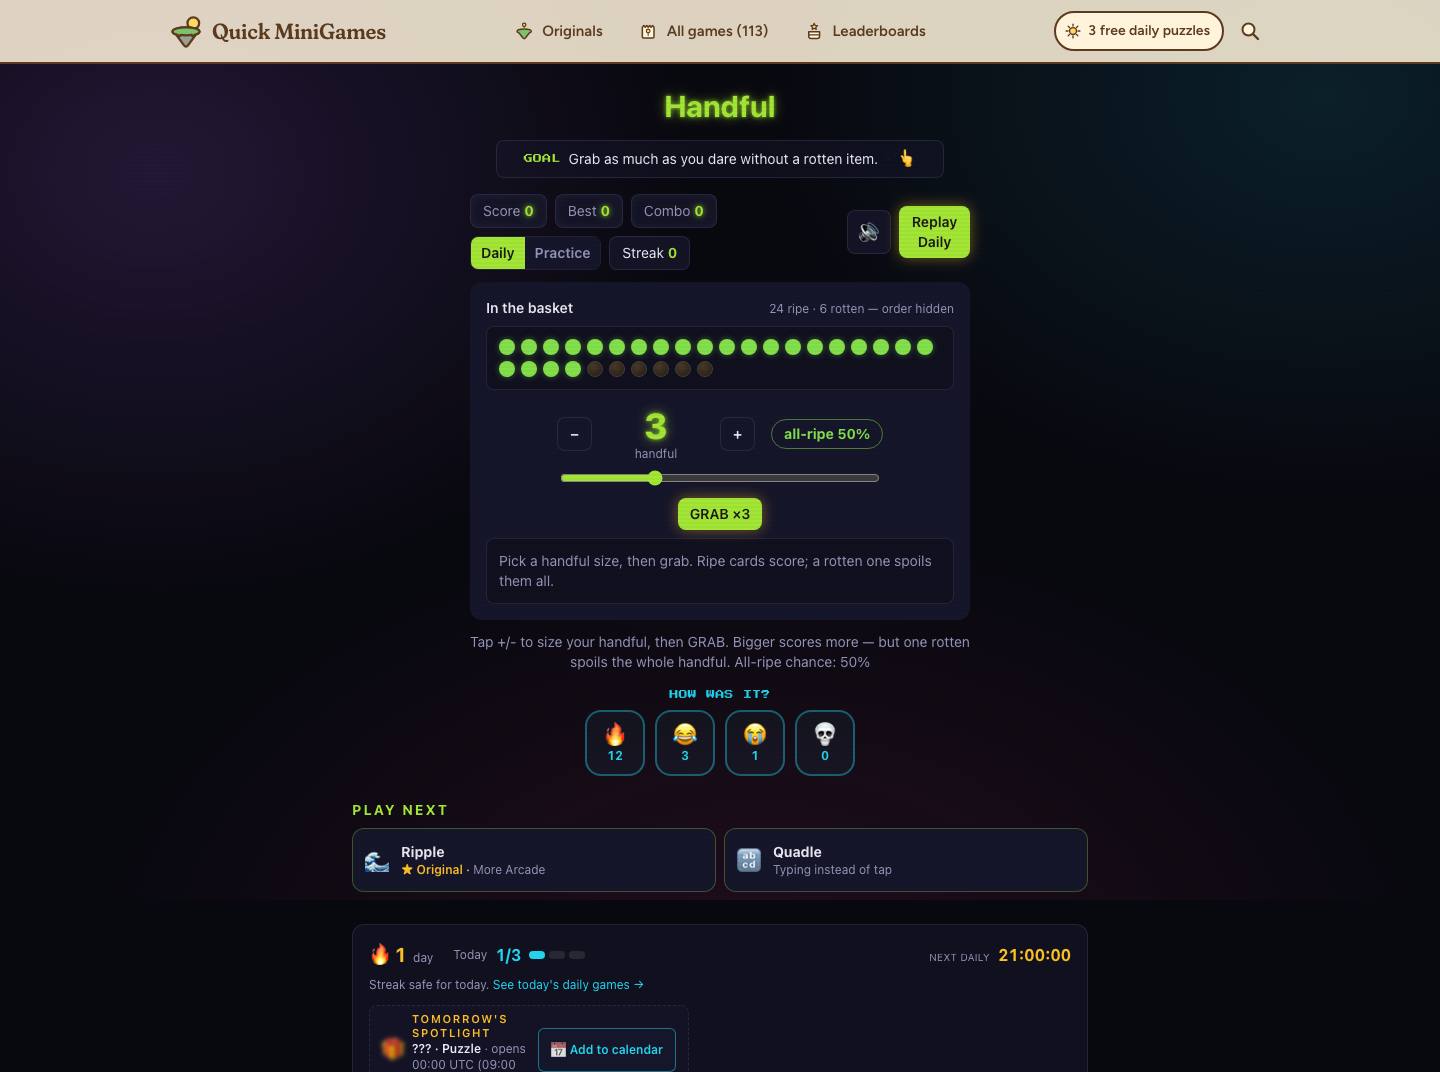 Quick MiniGames
Originals
All games (113)
Leaderboards
3 free daily puzzles
Handful
GOAL Grab as much as you dare without a rotten item.
Score 0
Best 0
Combo 0
Daily
Practice
Streak 0
Replay
Daily
In the basket
24 ripe · 6 rotten — order hidden
−
3
handful
+
all-ripe 50%
GRAB ×3
Pick a handful size, then grab. Ripe cards score; a rotten one spoils
them all.
Tap +/- to size your handful, then GRAB. Bigger scores more — but one rotten
spoils the whole handful. All-ripe chance: 50%
HOW WAS IT?
12
3
1
0
PLAY NEXT
Ripple
Original · More Arcade
Quadle
Typing instead of tap
1 day
Today 1/3
NEXT DAILY 21:00:00
Streak safe for today. See today's daily games →
TOMORROW'S
SPOTLIGHT
??? · Puzzle · opens
00:00 UTC (09:00
Add to calendar